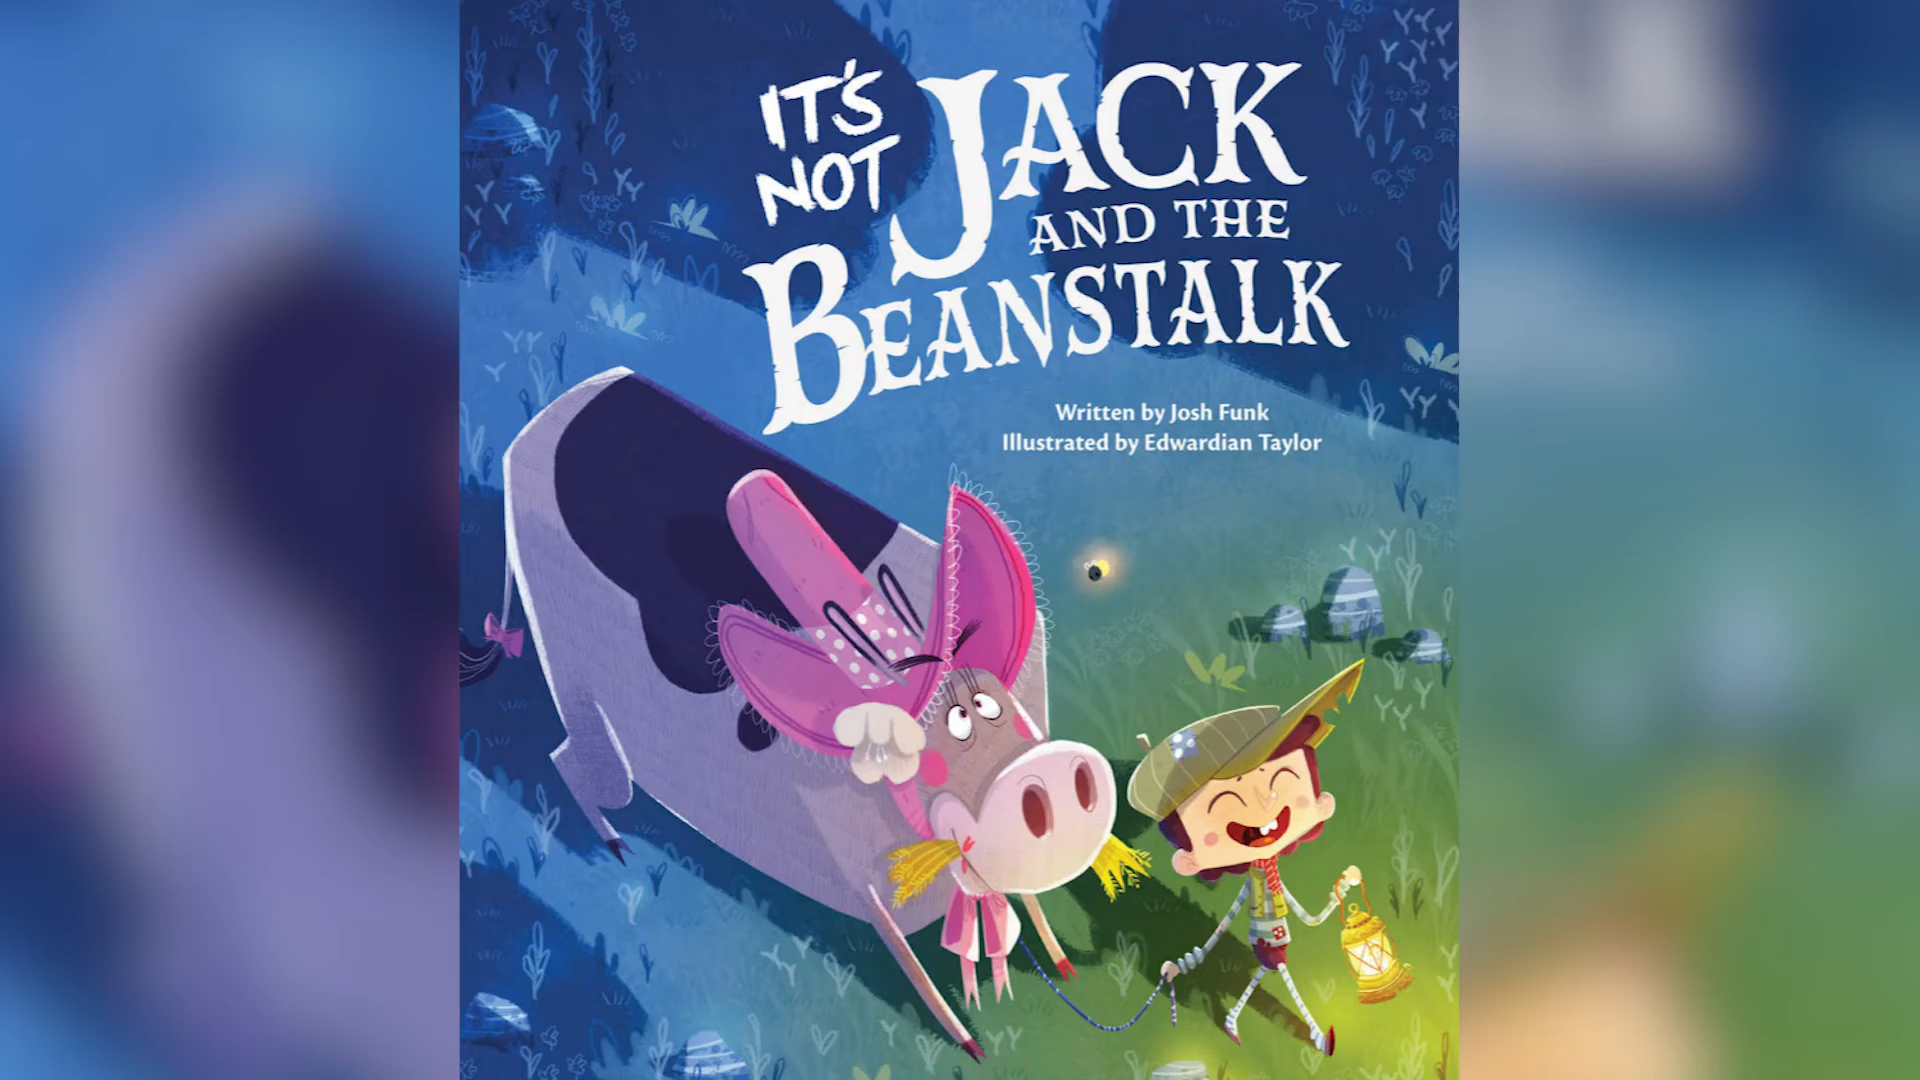 IT'S
NOT
JACK
AND THE
BEANSTALK
Written by Josh Funk
Illustrated by Edwardian Taylor